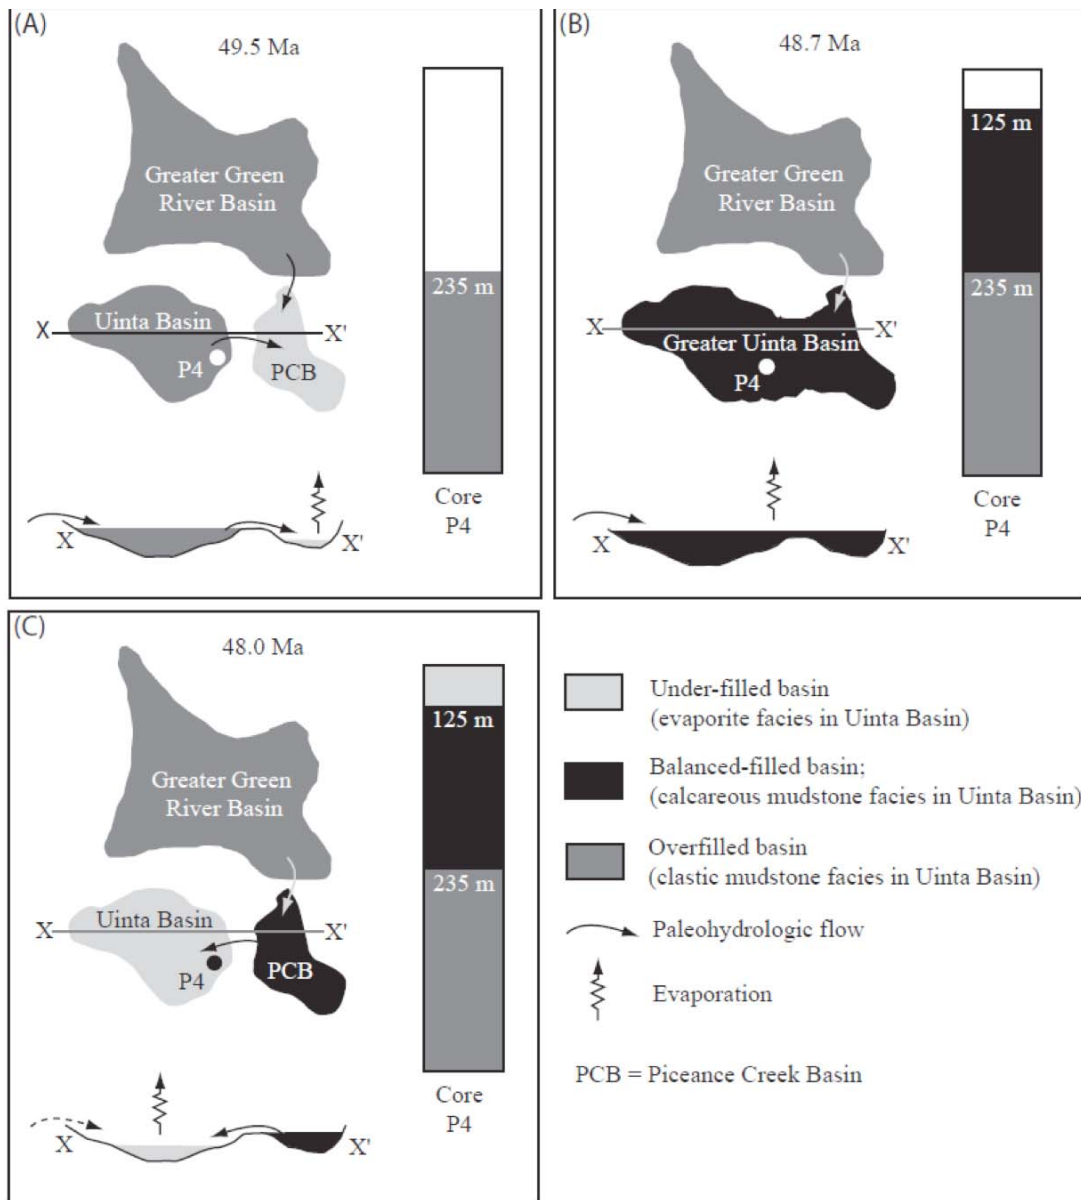 (A)
49.5 Ma
Greater Green
River Basin
235 m
X
Uinta Basin
X'
P4
PCB
Core
P4
X
X'
(B)
48.7 Ma
125 m
Greater Green
River Basin
235 m
X
X'
Greater Uinta Basin
P4
Core
P4
X
X'
(C)
48.0 Ma
125 m
Greater Green
River Basin
235 m
Uinta Basin
X
X'
P4
PCB
Core
P4
X
X'
Under-filled basin
(evaporite facies in Uinta Basin)
Balanced-filled basin;
(calcareous mudstone facies in Uinta Basin)
Overfilled basin
(clastic mudstone facies in Uinta Basin)
Paleohydrologic flow
Evaporation
PCB = Piceance Creek Basin